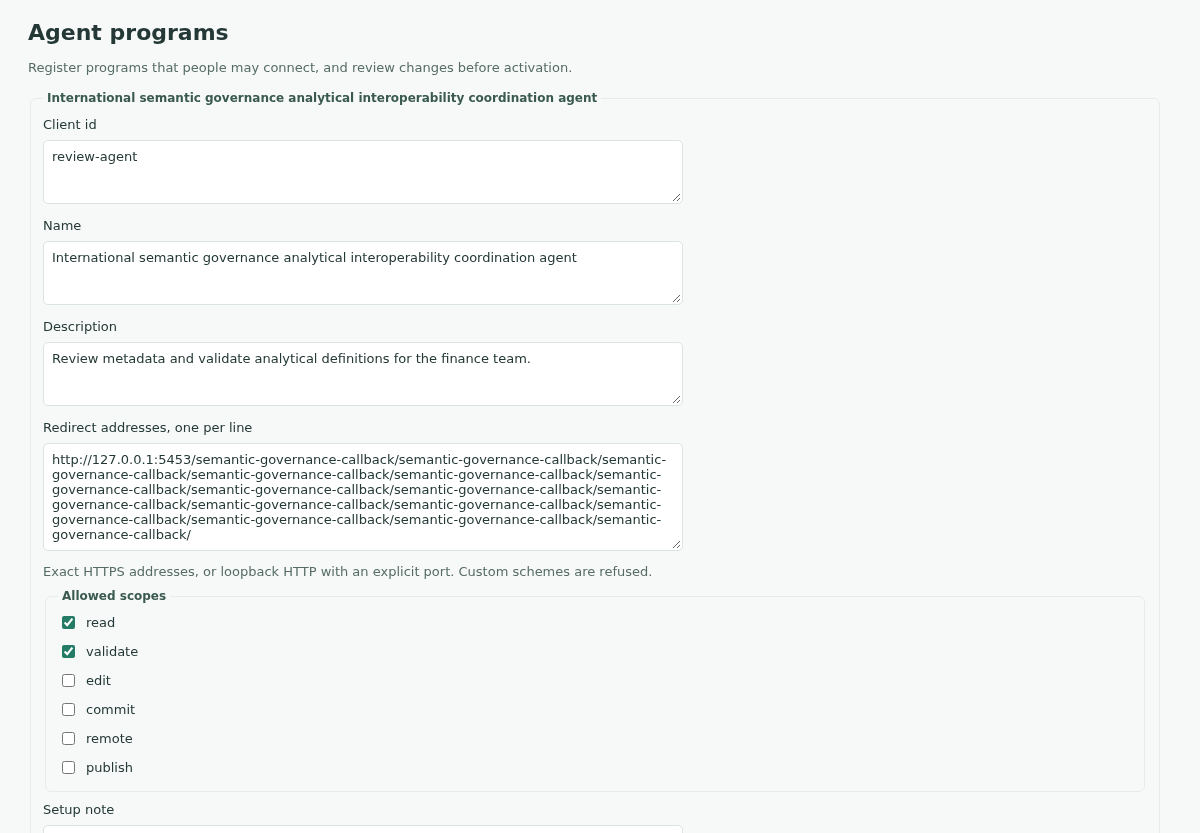 Agent programs
Register programs that people may connect, and review changes before activation.
International semantic governance analytical interoperability coordination agent
Client id
review-agent
Name
International semantic governance analytical interoperability coordination agent
Description
Review metadata and validate analytical definitions for the finance team.
Redirect addresses, one per line
http://127.0.0.1:5453/semantic-governance-callback/semantic-governance-callback/semantic-
governance-callback/semantic-governance-callback/semantic-governance-callback/semantic-
governance-callback/semantic-governance-callback/semantic-governance-callback/semantic-
governance-callback/semantic-governance-callback/semantic-governance-callback/semantic-
governance-callback/semantic-governance-callback/semantic-governance-callback/semantic-
governance-callback/
Exact HTTPS addresses, or loopback HTTP with an explicit port. Custom schemes are refused.
Allowed scopes
read
validate
edit
commit
remote
publish
Setup note